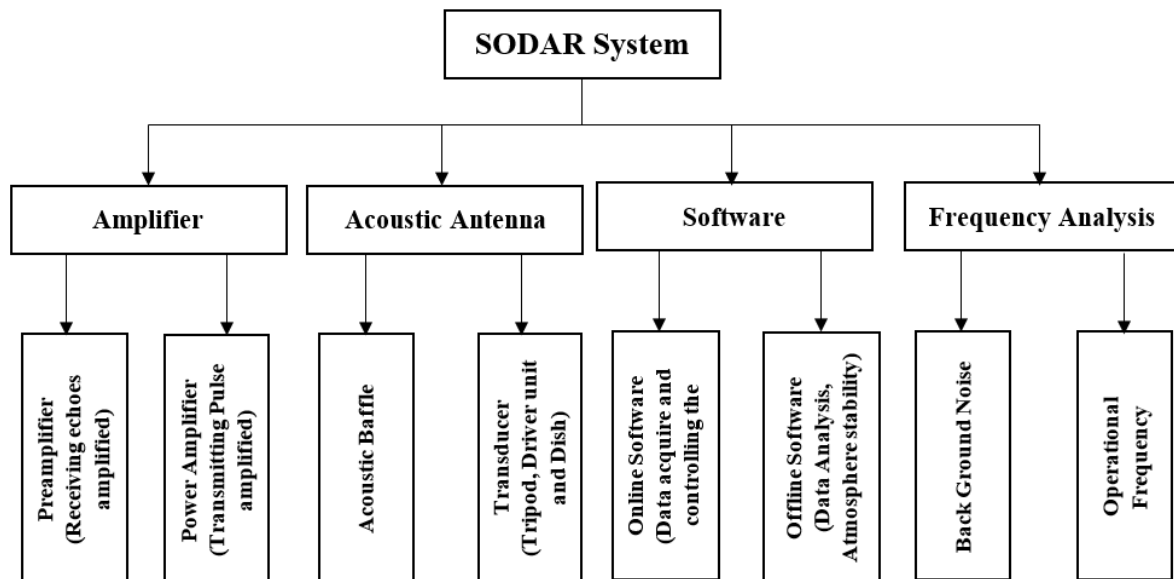 SODAR System
Amplifier
Acoustic Antenna
Software
Frequency Analysis
Preamplifier
(Receiving echoes
amplified)
Power Amplifier
(Transmitting Pulse
amplified)
Acoustic Baffle
Transducer
(Tripod, Driver unit
and Dish)
Online Software
(Data acquire and
controlling the
Offline Software
(Data Analysis,
Atmosphere stability)
Back Ground Noise
Operational
Frequency